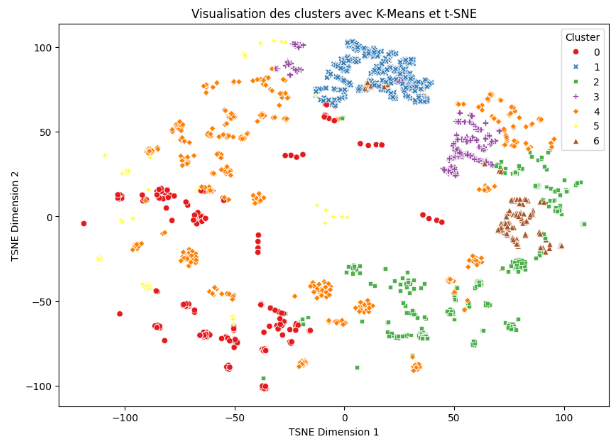 Visualisation des clusters avec K-Means et t-SNE
Cluster
0
1
2
3
4
5
6
100
50
0
−50
−100
TSNE Dimension 2
−100 −50 0 50 100
TSNE Dimension 1